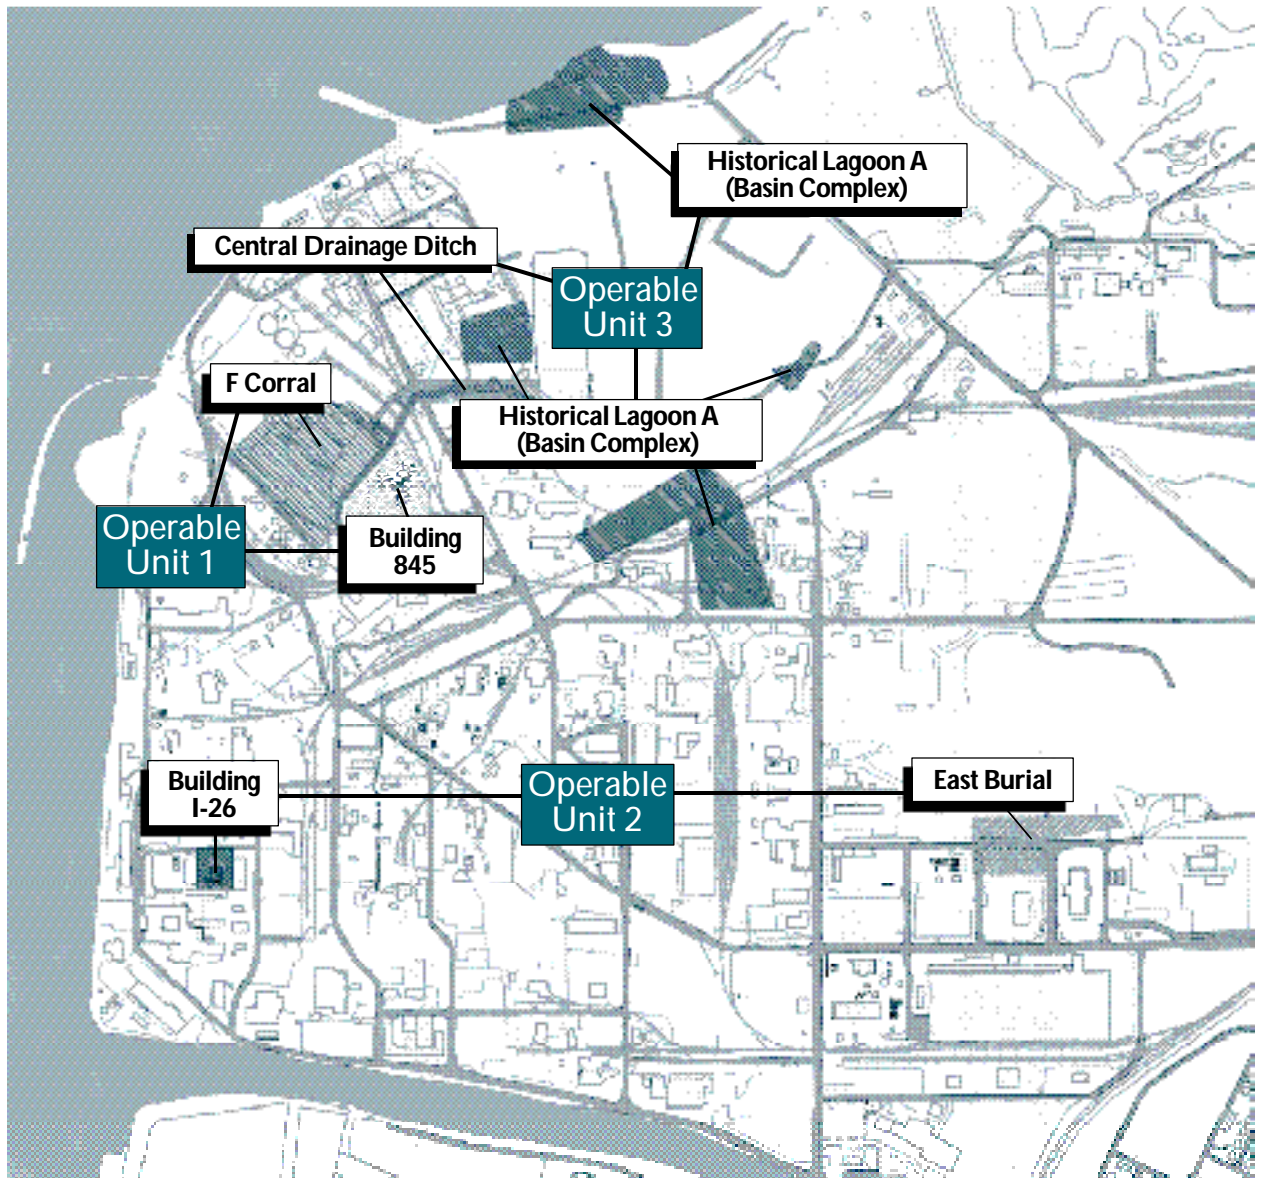 Historical Lagoon A
(Basin Complex)
Central Drainage Ditch
Operable
Unit 3
F Corral
Historical Lagoon A
(Basin Complex)
Operable
Unit 1
Building
845
Building
I-26
Operable
Unit 2
East Burial